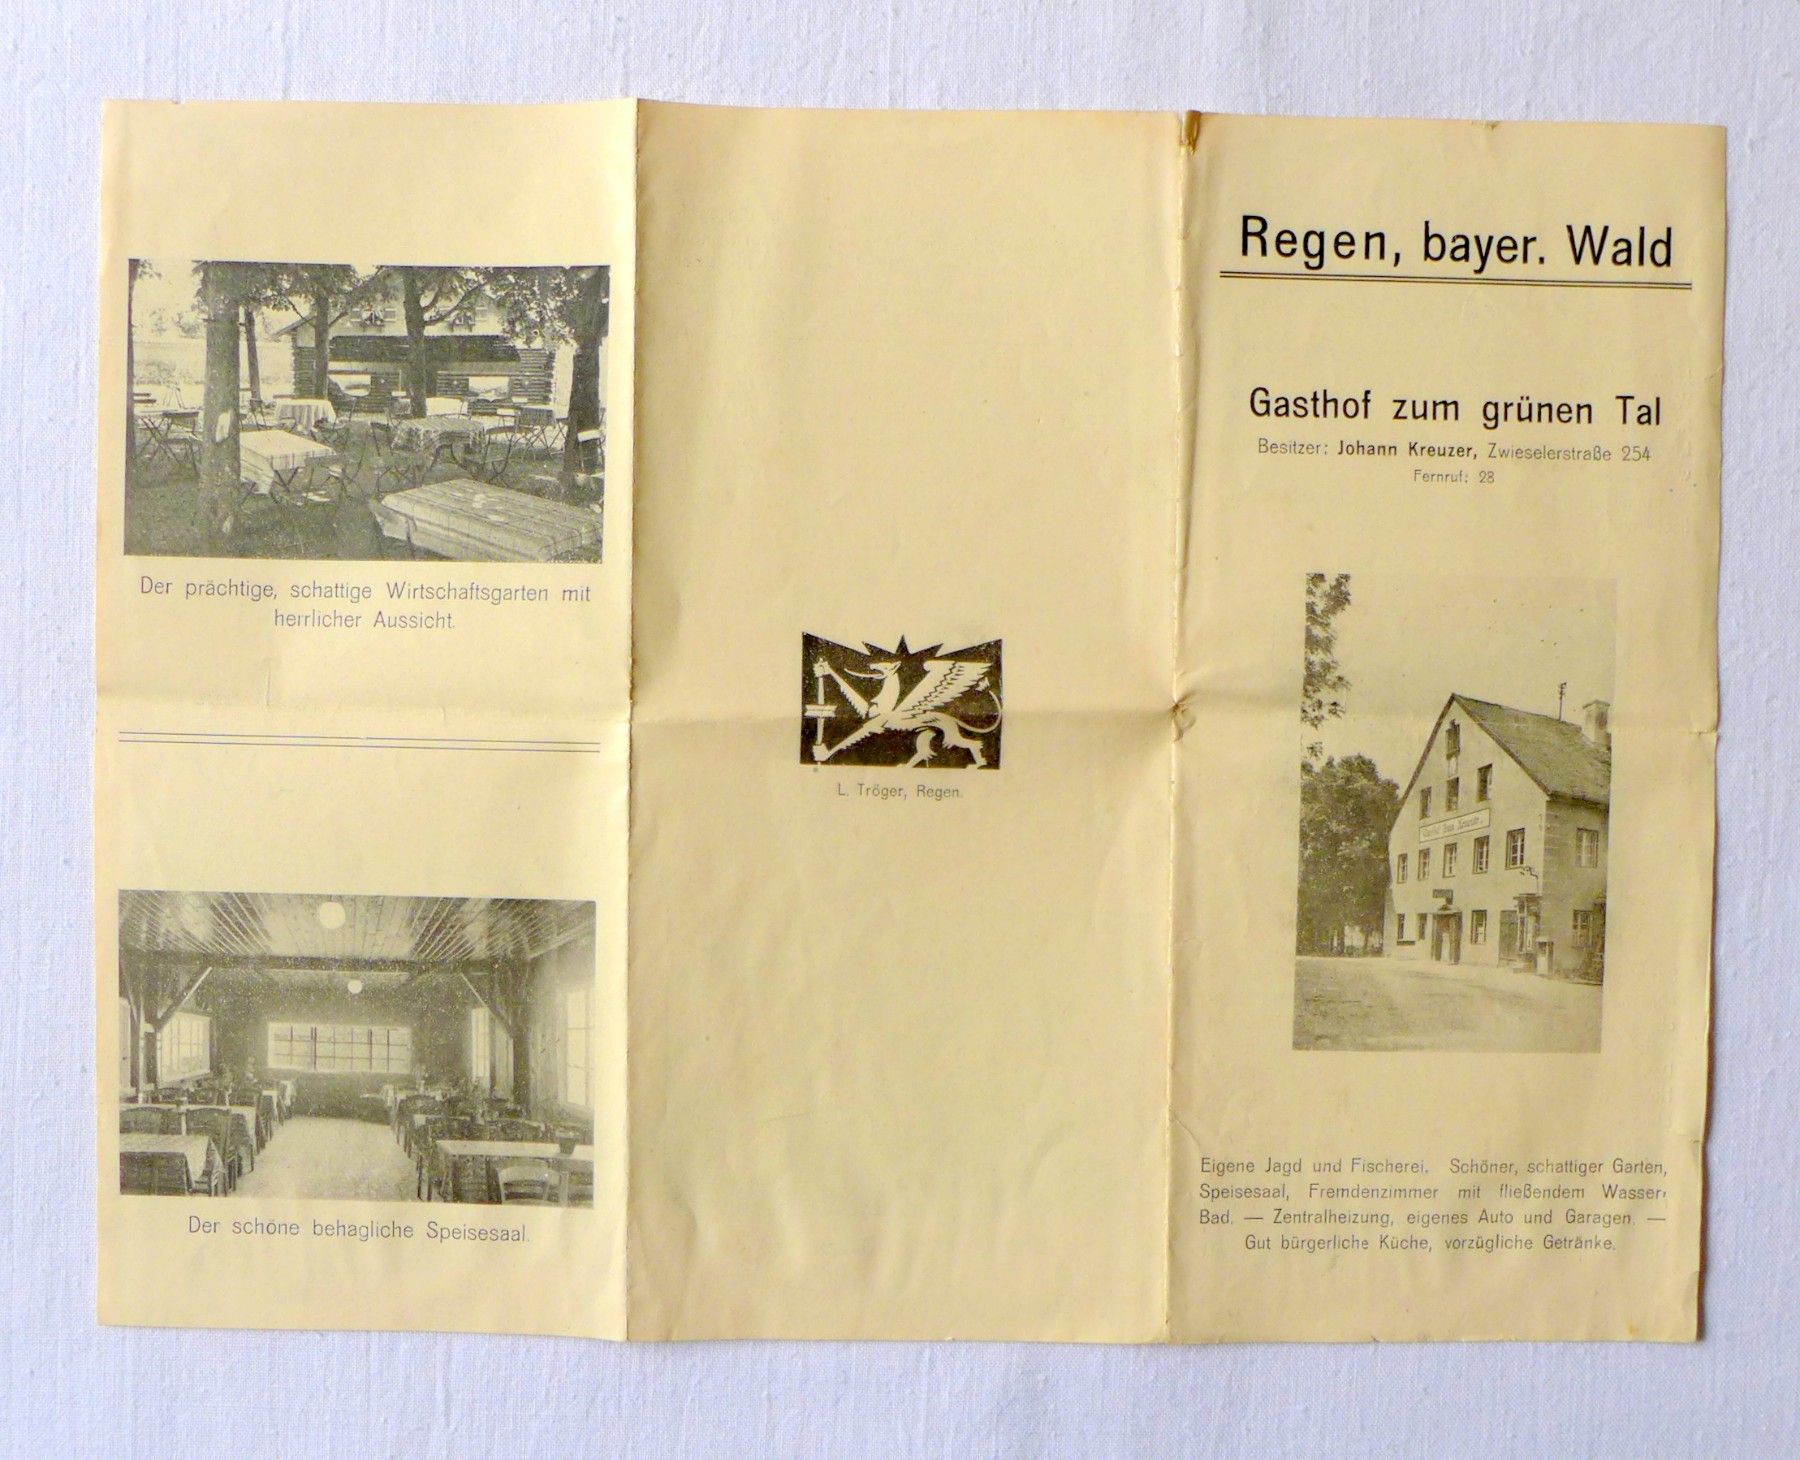 Der prächtige, schattige Wirtschaftsgarten mit
herrlicher Aussicht.
Der schöne behagliche Speisesaal.
L. Tröger, Regen.
Regen, bayer. Wald
Gasthof zum grünen Tal
Besitzer: Johann Kreuzer, Zwieselerstraße 254
Fernruf: 28
Eigene Jagd und Fischerei. Schöner, schattiger Garten,
Speisesaal, Fremdenzimmer mit fließendem Wasser,
Bad. — Zentralheizung, eigenes Auto und Garagen. —
Gut bürgerliche Küche, vorzügliche Getränke.